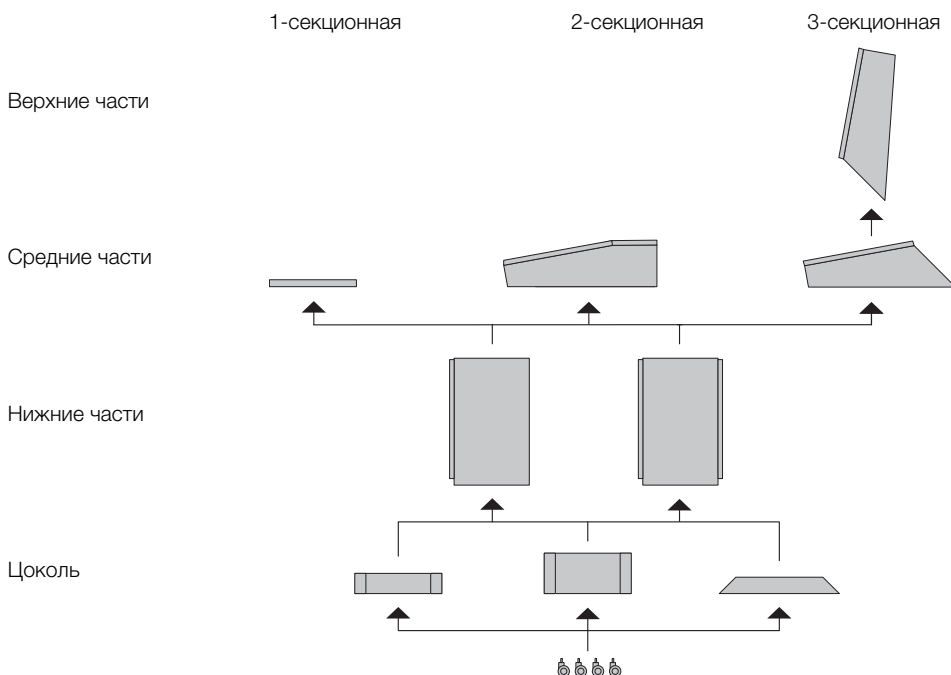 1-секционная 2-секционная 3-секционная
Верхние части
Средние части
Нижние части
Цоколь